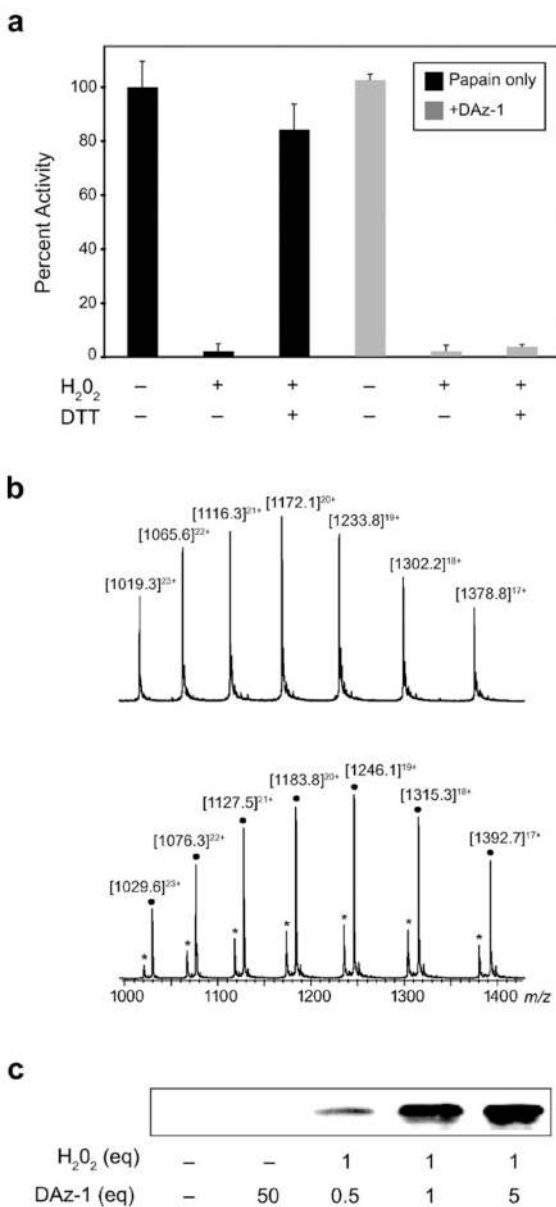 a
Percent Activity
100
80
60
40
20
0
Papain only
+DAz-1
H₂O₂ – + + – + +
DTT – – + – – +
b
[1019.3]²³⁺ [1065.6]²²⁺ [1116.3]²¹⁺ [1172.1]²⁰⁺ [1233.8]¹⁹⁺ [1302.2]¹⁸⁺ [1378.8]¹⁷⁺
[1029.6]²³⁺ [1076.3]²²⁺ [1127.5]²¹⁺ [1183.8]²⁰⁺ [1246.1]¹⁹⁺ [1315.3]¹⁸⁺ [1392.7]¹⁷⁺
* * * * * * *
1000 1100 1200 1300 1400 m/z
c
H₂O₂ (eq) – – 1 1 1
DAz-1 (eq) – 50 0.5 1 5